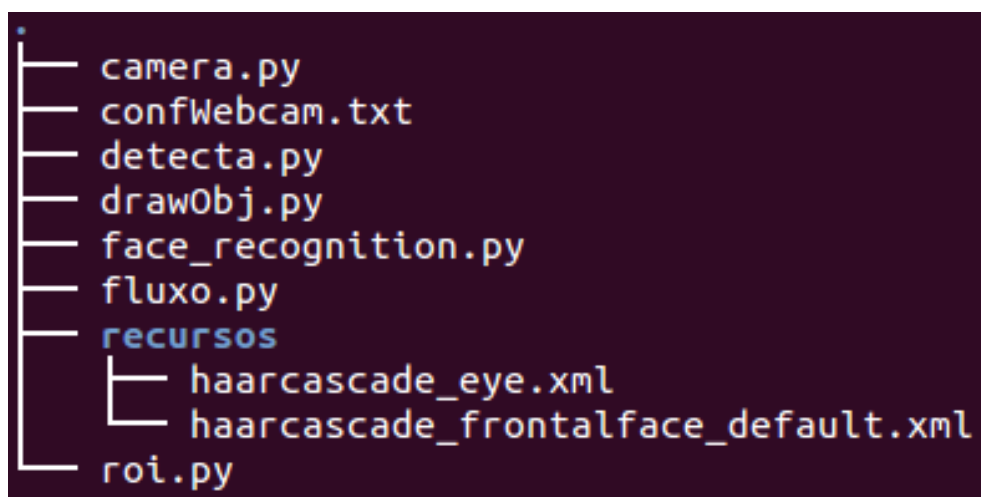 .
camera.py
confWebcam.txt
detecta.py
drawObj.py
face_recognition.py
fluxo.py
recursos
haarcascade_eye.xml
haarcascade_frontalface_default.xml
roi.py